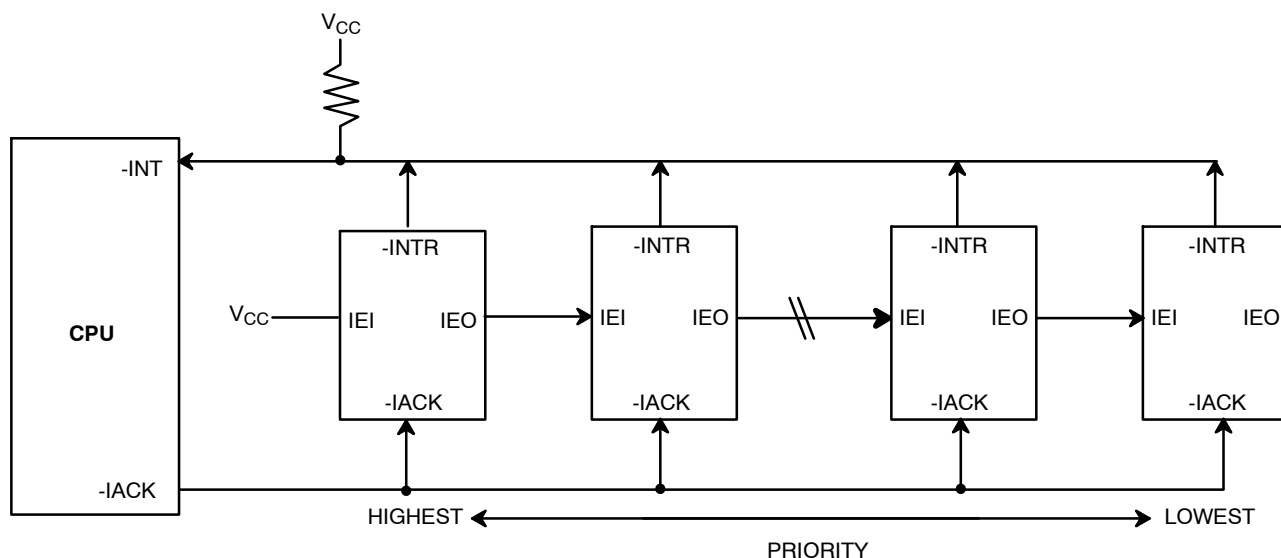 VCC
-INT
-INTR -INTR -INTR -INTR
VCC IEI IEO IEI IEO IEI IEO IEI IEO
CPU
-IACK -IACK -IACK -IACK
-IACK
HIGHEST LOWEST
PRIORITY